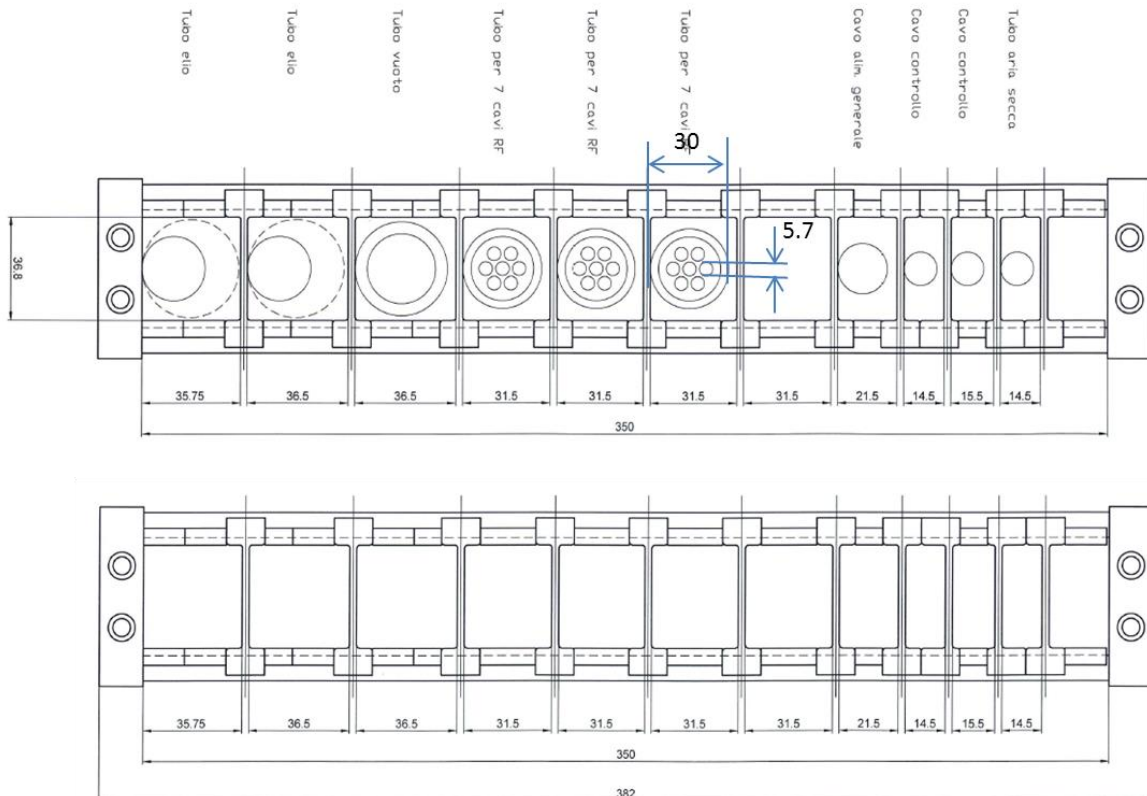 Tubo elio
Tubo elio
Tubo vuoto
Tubo per 7 cavi RF
Tubo per 7 cavi RF
Tubo per 7 cavi RF
Cavo alim. generale
Cavo controllo
Cavo controllo
Tubo aria secca
30
5.7
36.8
35.75 36.5 36.5 31.5 31.5 31.5 31.5 21.5 14.5 15.5 14.5
350
35.75 36.5 36.5 31.5 31.5 31.5 31.5 21.5 14.5 15.5 14.5
350
382